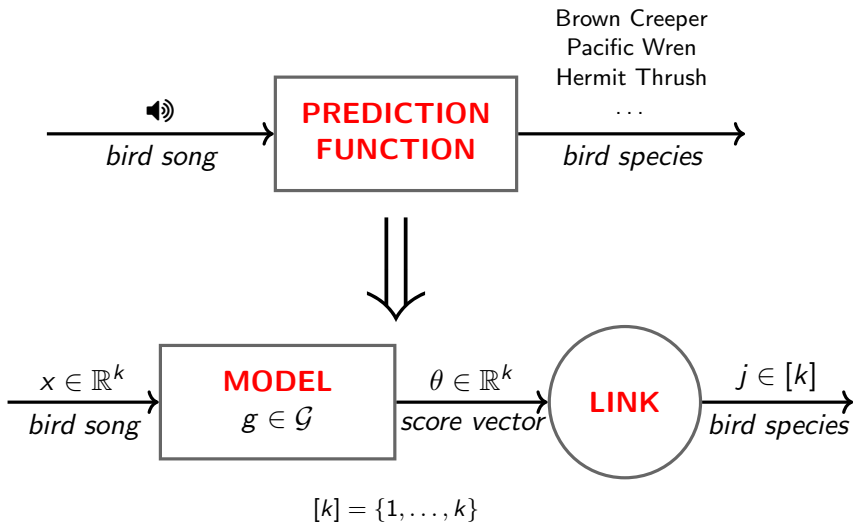 Brown Creeper
Pacific Wren
Hermit Thrush
. . .
bird song
PREDICTION
FUNCTION
bird species
x ∈ ℝ^k
bird song
MODEL
g ∈ 𝒢
θ ∈ ℝ^k
score vector
LINK
j ∈ [k]
bird species
[k] = {1, . . . , k}